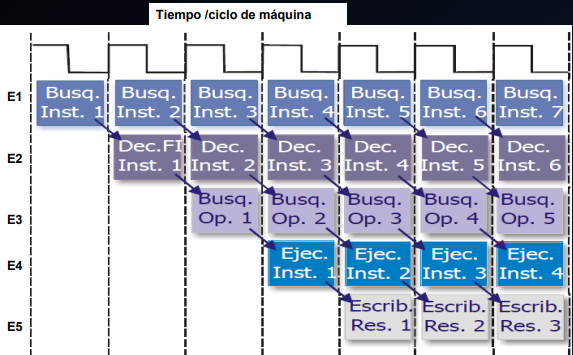 Tiempo /ciclo de máquina
E1
Busq.
Inst. 1
Busq.
Inst. 2
Busq.
Inst. 3
Busq.
Inst. 4
Busq.
Inst. 5
Busq.
Inst. 6
Busq.
Inst. 7
E2
Dec.FI
Inst. 1
Dec.
Inst. 2
Dec.
Inst. 3
Dec.
Inst. 4
Dec.
Inst. 5
Dec.
Inst. 6
E3
Busq.
Op. 1
Busq.
Op. 2
Busq.
Op. 3
Busq.
Op. 4
Busq.
Op. 5
E4
Ejec.
Inst. 1
Ejec.
Inst. 2
Ejec.
Inst. 3
Ejec.
Inst. 4
E5
Escrib.
Res. 1
Escrib.
Res. 2
Escrib.
Res. 3